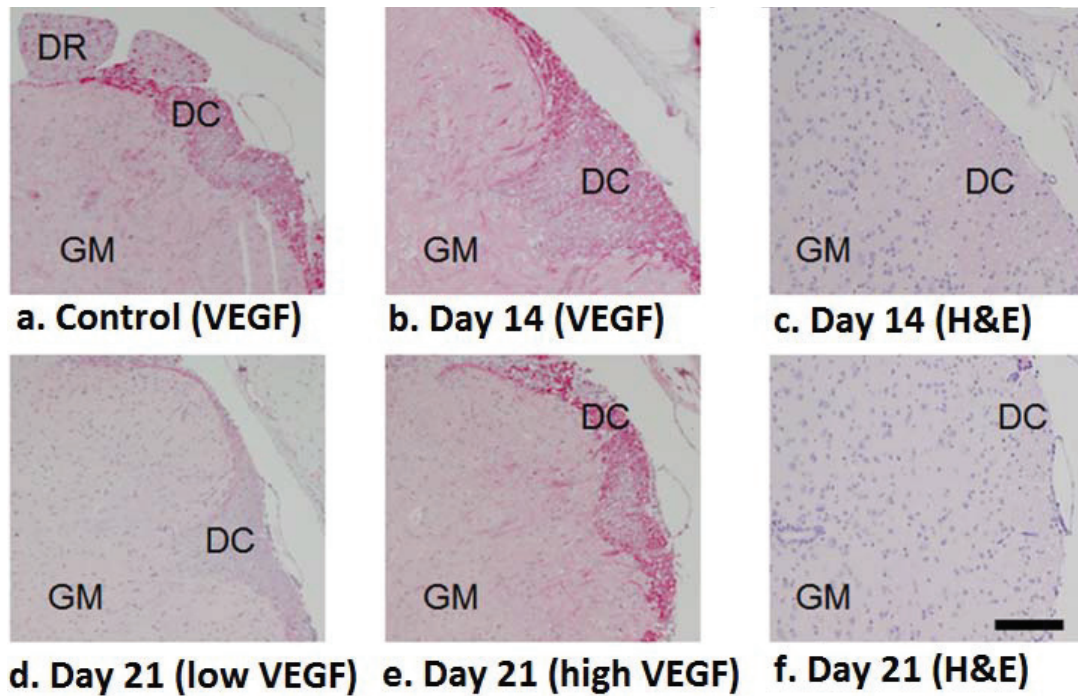 DR
DC
GM
a. Control (VEGF)
DC
GM
b. Day 14 (VEGF)
DC
GM
c. Day 14 (H&E)
DC
GM
d. Day 21 (low VEGF)
DC
GM
e. Day 21 (high VEGF)
DC
GM
f. Day 21 (H&E)